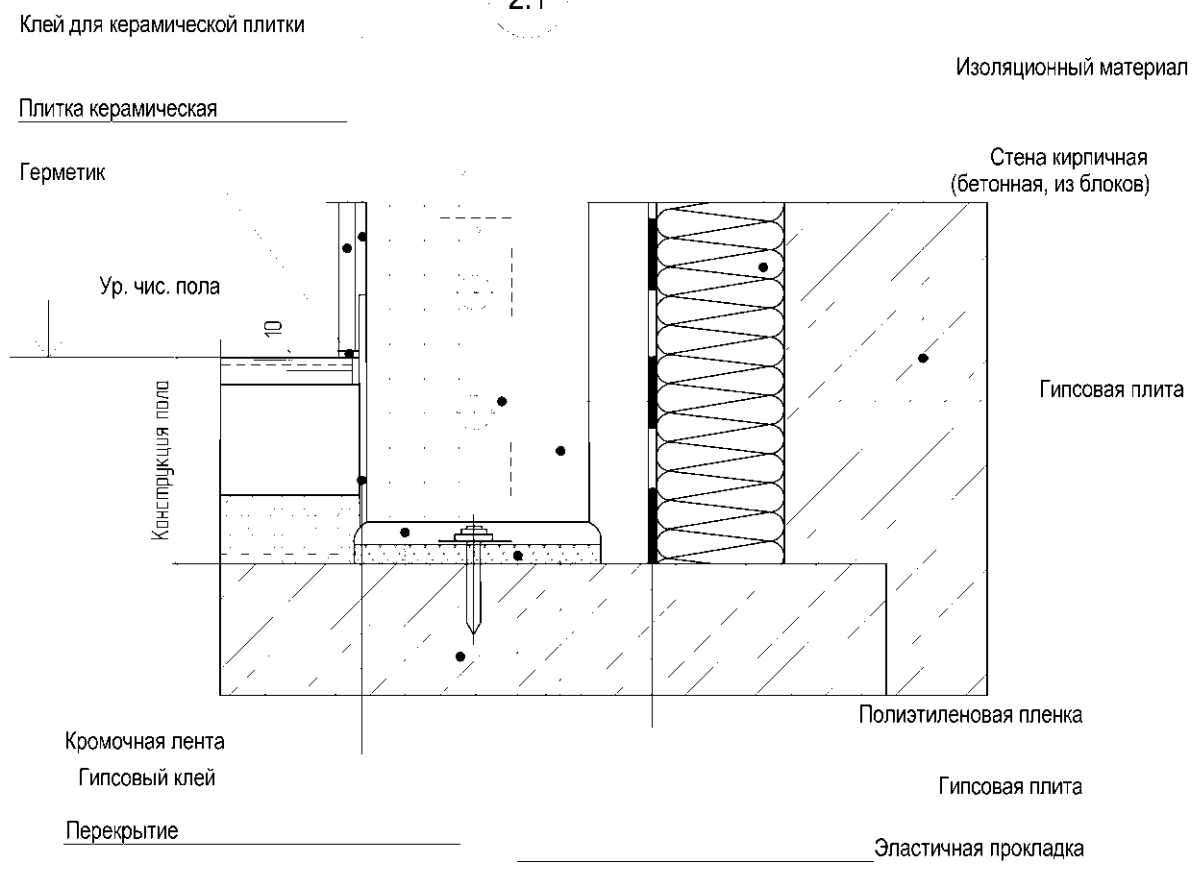 2.1
Клей для керамической плитки
Изоляционный материал
Плитка керамическая
Стена кирпичная
(бетонная, из блоков)
Герметик
Ур. чис. пола
10
Гипсовая плита
Конструкция пола
Полиэтиленовая пленка
Кромочная лента
Гипсовый клей
Гипсовая плита
Перекрытие
Эластичная прокладка